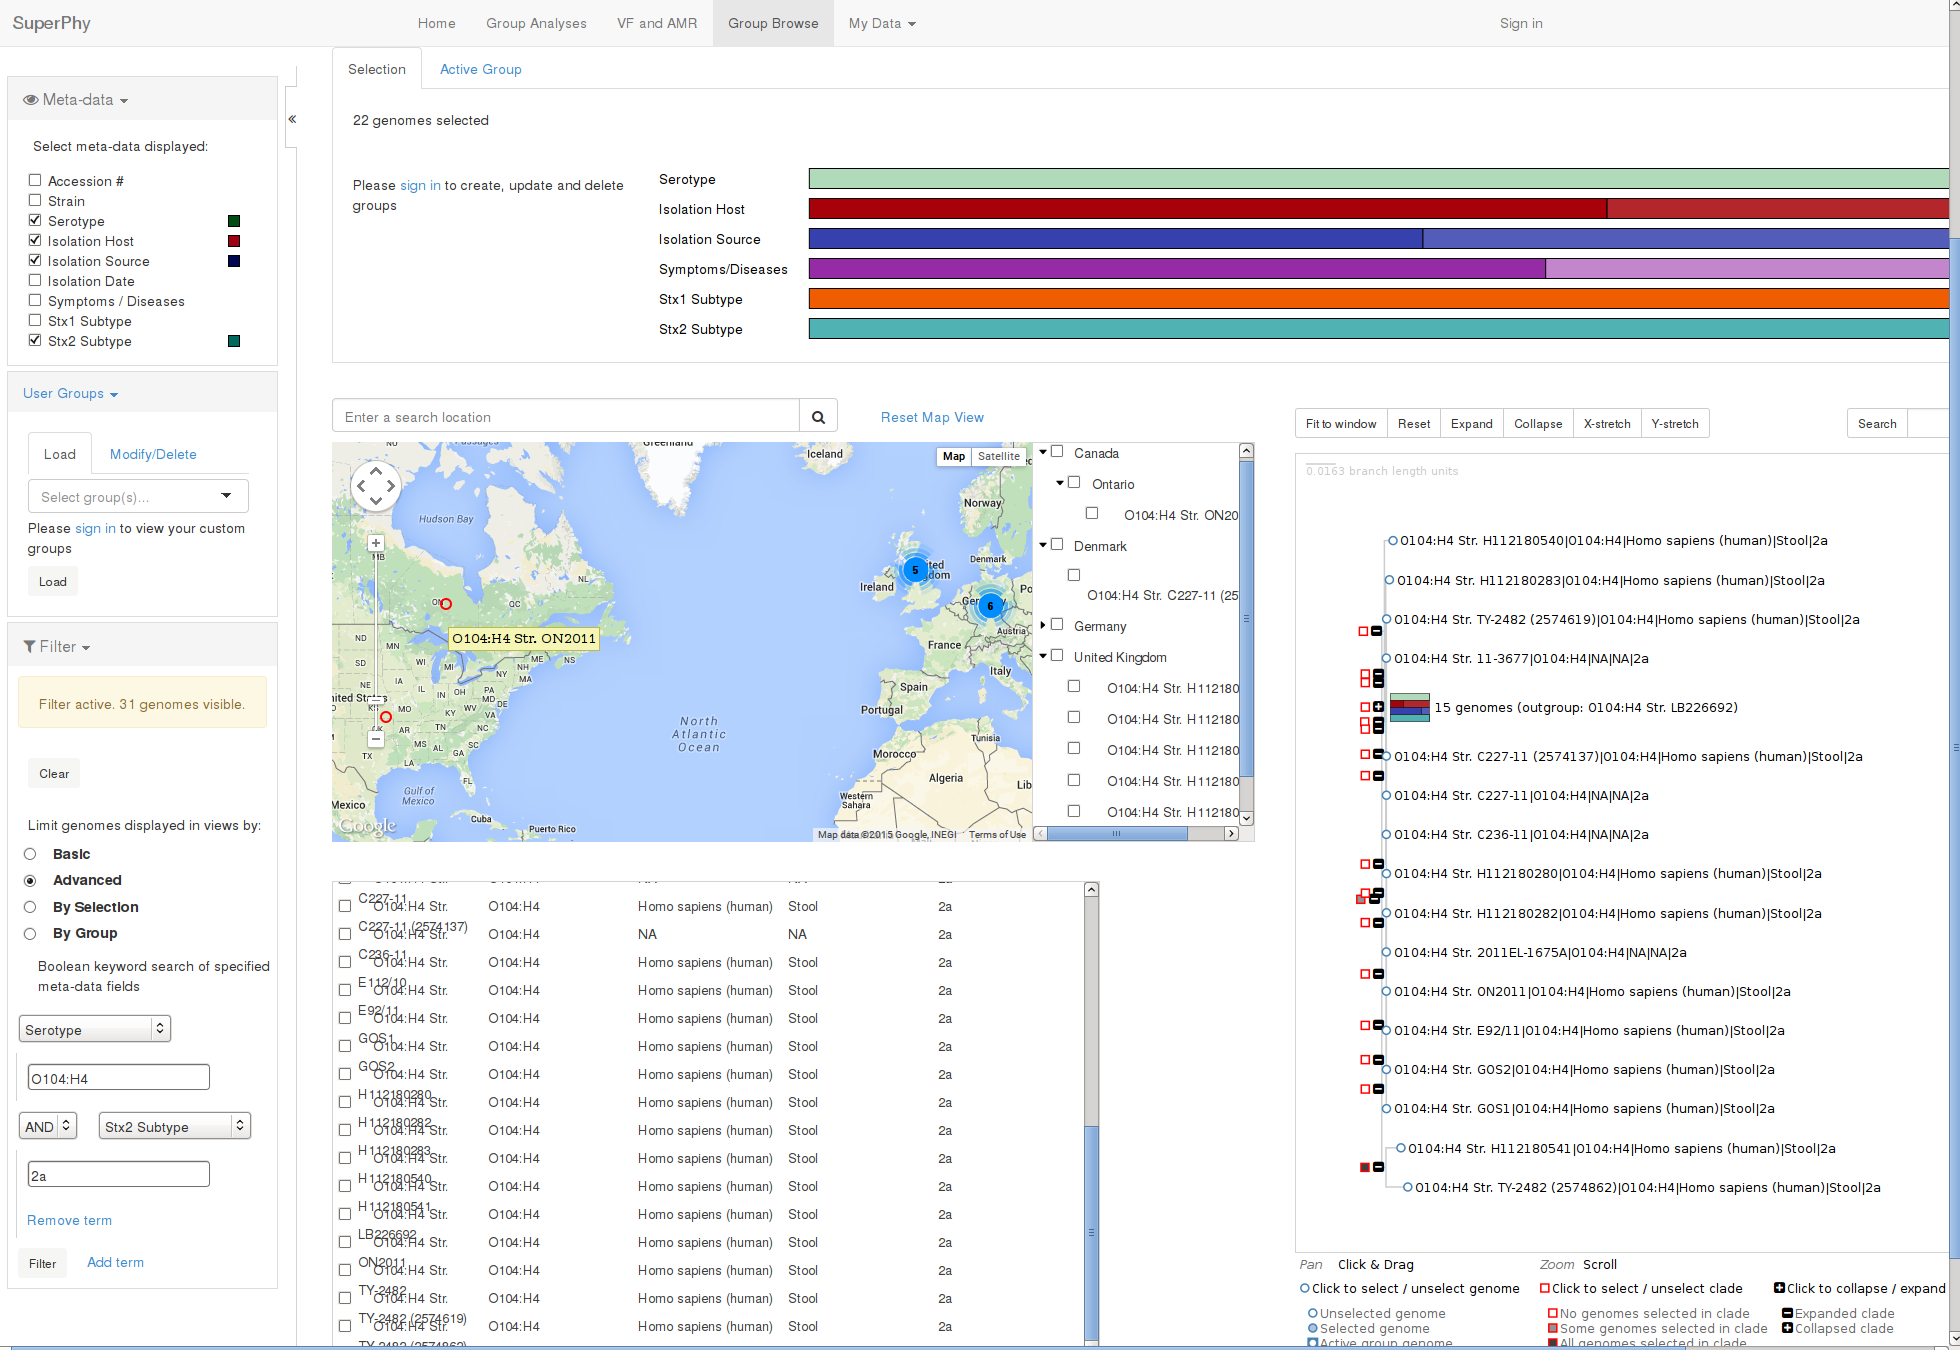 SuperPhy
Home
Group Analyses
VF and AMR
Group Browse
My Data
Sign in
Meta-data
Select meta-data displayed:
Accession #
Strain
Serotype
Isolation Host
Isolation Source
Isolation Date
Symptoms / Diseases
Stx1 Subtype
Stx2 Subtype
User Groups
Load
Modify/Delete
Select group(s)...
Please sign in to view your custom
groups
Load
Filter
Filter active. 31 genomes visible.
Clear
Limit genomes displayed in views by:
Basic
Advanced
By Selection
By Group
Boolean keyword search of specified
meta-data fields
Serotype
O104:H4
AND
Stx2 Subtype
2a
Remove term
Filter
Add term
«
Selection
Active Group
22 genomes selected
Please sign in to create, update and delete
groups
Serotype
Isolation Host
Isolation Source
Symptoms/Diseases
Stx1 Subtype
Stx2 Subtype
Enter a search location
Reset Map View
Greenland
Iceland
Map
Satellite
Norway
Hudson Bay
MB
NL
ON
QC
O104:H4 Str. ON2011
5
Ireland
6
Austria
France
Italy
Spain
Portugal
ND
MN
SD
WI
MI
NH
ME
NS
NY
NE
IA
IL
IN
OH
PA
MD
MO
KY
WV
DE
KS
VA
AR
TN
NC
MS
AL
GA
SC
TX
LA
FL
North
Atlantic
Ocean
Tunisia
Morocco
Algeria
Lib
Western
Sahara
Gulf of
Mexico
Mexico
Cuba
Puerto Rico
Google
Map data ©2015 Google, INEGI
Terms of Use
Canada
Ontario
O104:H4 Str. ON20
Denmark
O104:H4 Str. C227-11 (25
Germany
United Kingdom
O104:H4 Str. H112180
O104:H4 Str. H112180
O104:H4 Str. H112180
O104:H4 Str. H112180
O104:H4 Str. H112180
C227-11
O104:H4 Str. O104:H4 Homo sapiens (human) Stool 2a
C227-11 (2574137)
O104:H4 Str. O104:H4 NA NA 2a
C236-11
O104:H4 Str. O104:H4 Homo sapiens (human) Stool 2a
E112/10
O104:H4 Str. O104:H4 Homo sapiens (human) Stool 2a
E92/11
O104:H4 Str. O104:H4 Homo sapiens (human) Stool 2a
GOS1
O104:H4 Str. O104:H4 Homo sapiens (human) Stool 2a
GOS2
O104:H4 Str. O104:H4 Homo sapiens (human) Stool 2a
H112180280
O104:H4 Str. O104:H4 Homo sapiens (human) Stool 2a
H112180282
O104:H4 Str. O104:H4 Homo sapiens (human) Stool 2a
H112180283
O104:H4 Str. O104:H4 Homo sapiens (human) Stool 2a
H112180540
O104:H4 Str. O104:H4 Homo sapiens (human) Stool 2a
H112180541
O104:H4 Str. O104:H4 Homo sapiens (human) Stool 2a
LB226692
O104:H4 Str. O104:H4 Homo sapiens (human) Stool 2a
ON2011
O104:H4 Str. O104:H4 Homo sapiens (human) Stool 2a
TY-2482
O104:H4 Str. O104:H4 Homo sapiens (human) Stool 2a
TY-2482 (2574619)
O104:H4 Str. O104:H4 Homo sapiens (human) Stool 2a
TY-2482 (2574862)
Fit to window
Reset
Expand
Collapse
X-stretch
Y-stretch
Search
0.0163 branch length units
O104:H4 Str. H112180540|O104:H4|Homo sapiens (human)|Stool|2a
O104:H4 Str. H112180283|O104:H4|Homo sapiens (human)|Stool|2a
O104:H4 Str. TY-2482 (2574619)|O104:H4|Homo sapiens (human)|Stool|2a
O104:H4 Str. 11-3677|O104:H4|NA|NA|2a
15 genomes (outgroup: O104:H4 Str. LB226692)
O104:H4 Str. C227-11 (2574137)|O104:H4|Homo sapiens (human)|Stool|2a
O104:H4 Str. C227-11|O104:H4|NA|NA|2a
O104:H4 Str. C236-11|O104:H4|NA|NA|2a
O104:H4 Str. H112180280|O104:H4|Homo sapiens (human)|Stool|2a
O104:H4 Str. H112180282|O104:H4|Homo sapiens (human)|Stool|2a
O104:H4 Str. 2011EL-1675A|O104:H4|NA|NA|2a
O104:H4 Str. ON2011|O104:H4|Homo sapiens (human)|Stool|2a
O104:H4 Str. E92/11|O104:H4|Homo sapiens (human)|Stool|2a
O104:H4 Str. GOS2|O104:H4|Homo sapiens (human)|Stool|2a
O104:H4 Str. GOS1|O104:H4|Homo sapiens (human)|Stool|2a
O104:H4 Str. H112180541|O104:H4|Homo sapiens (human)|Stool|2a
O104:H4 Str. TY-2482 (2574862)|O104:H4|Homo sapiens (human)|Stool|2a
Pan Click & Drag
Zoom Scroll
Click to select / unselect genome
Click to select / unselect clade
Click to collapse / expand
Unselected genome
No genomes selected in clade
Expanded clade
Selected genome
Some genomes selected in clade
Collapsed clade
Active group genome
All genomes selected in clade